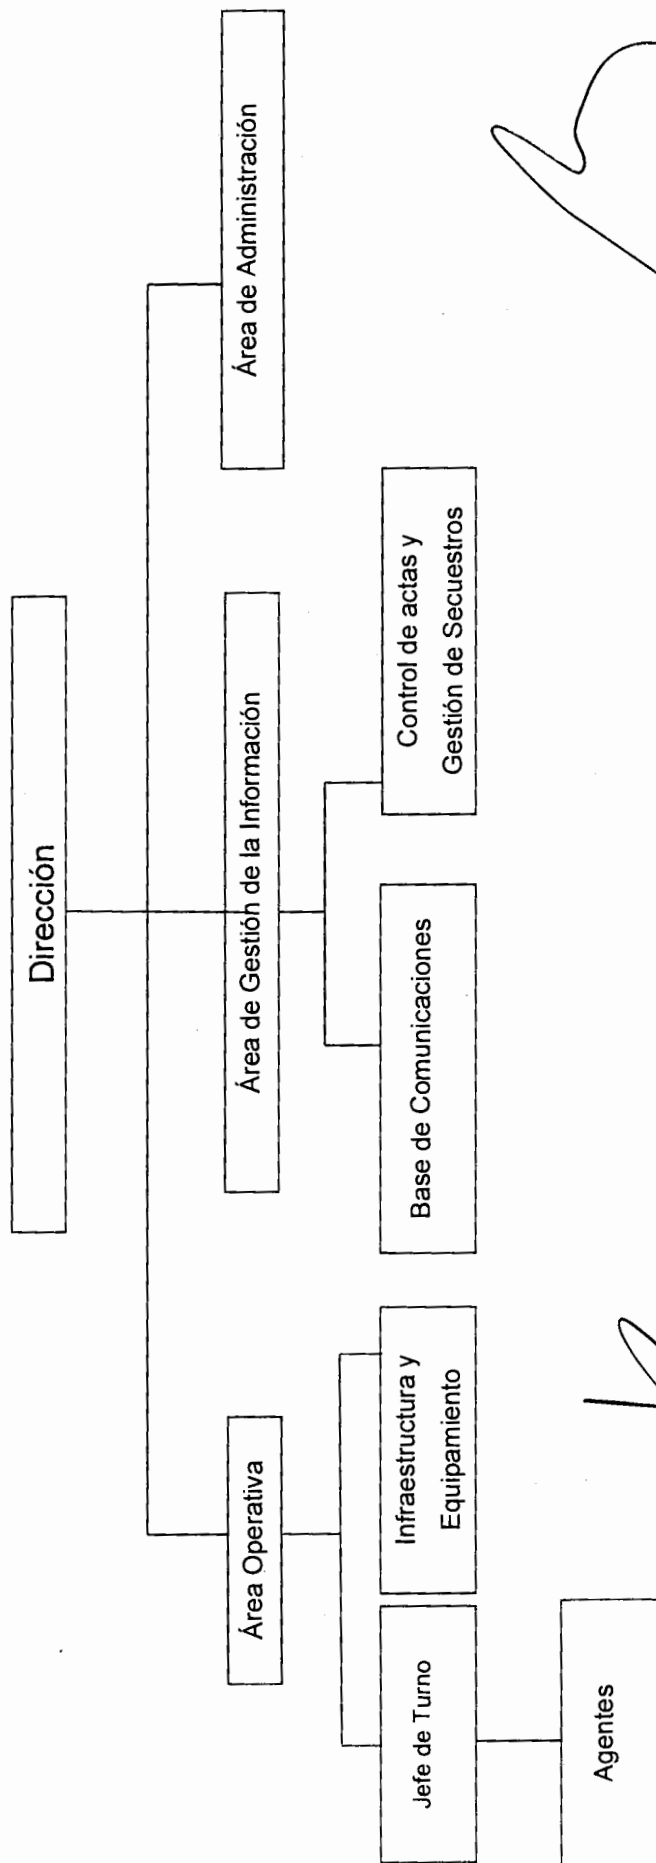 Dirección
Área Operativa
Área de Gestión de la Información
Área de Administración
Jefe de Turno
Infraestructura y
Equipamiento
Base de Comunicaciones
Control de actas y
Gestión de Secuestros
Agentes